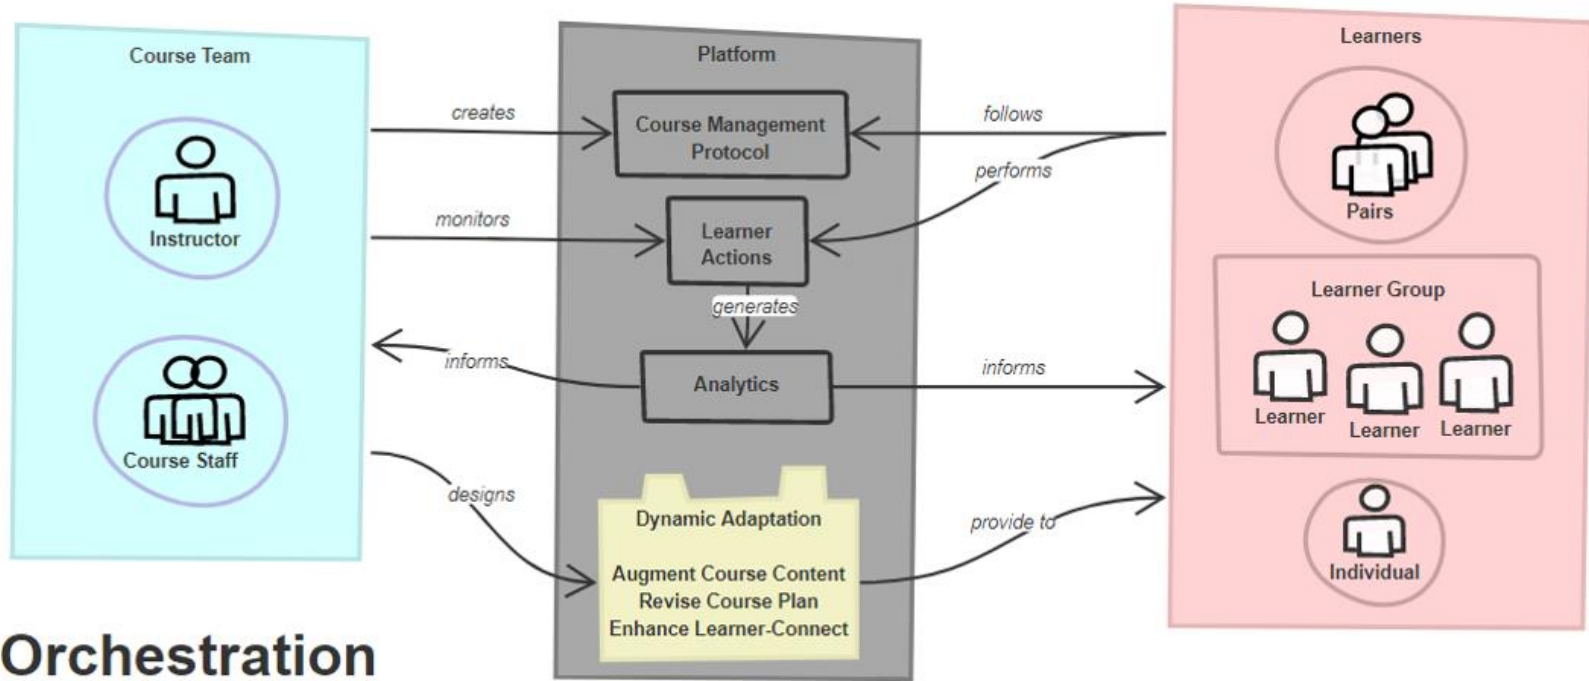 Course Team
Instructor
Course Staff
creates
monitors
informs
designs
Platform
Course Management
Protocol
Learner
Actions
generates
Analytics
Dynamic Adaptation
Augment Course Content
Revise Course Plan
Enhance Learner-Connect
follows
performs
informs
provide to
Learners
Pairs
Learner Group
Learner
Learner
Learner
Individual
Orchestration